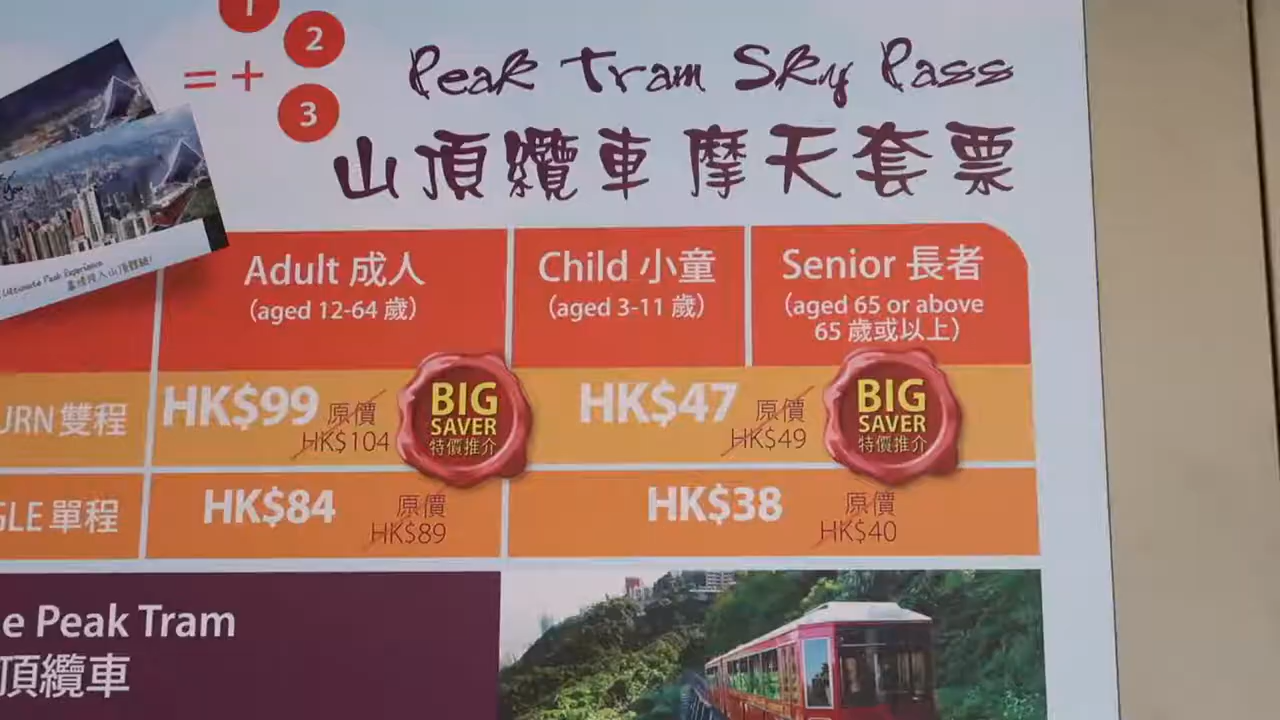 1
2
= +
3
Peak Tram Sky Pass
山頂纜車 摩天套票
Ultimate Peak Experience
Adult 成人
(aged 12-64 歲)
Child 小童
(aged 3-11 歲)
Senior 長者
(aged 65 or above
65 歲或以上)
URN 雙程
HK$99
原價
HK$104
BIG
SAVER
特價推介
HK$47
原價
HK$49
BIG
SAVER
特價推介
GLE 單程
HK$84
原價
HK$89
HK$38
原價
HK$40
e Peak Tram
頂纜車